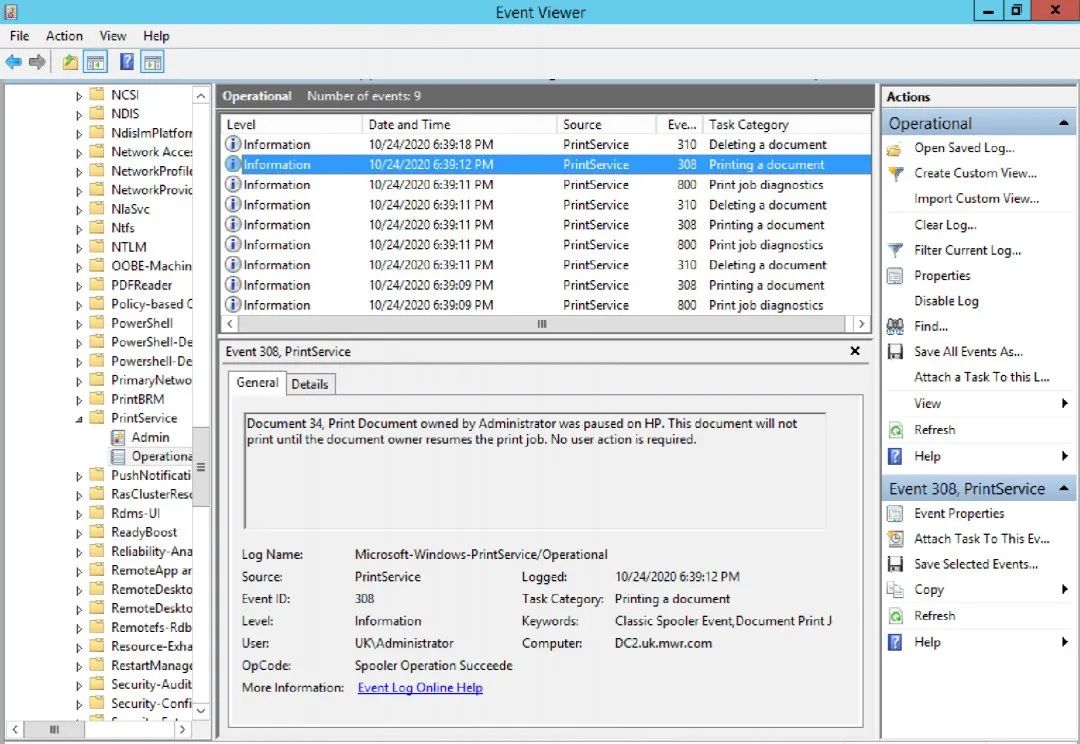 Event Viewer
File Action View Help
NCSI
NDIS
NdisImPlatforn
Network Acces
NetworkProfile
NetworkProvic
NlaSvc
Ntfs
NTLM
OOBE-Machin
PDFReader
Policy-based C
PowerShell
PowerShell-De
Powershell-De
PrimaryNetwo
PrintBRM
PrintService
Admin
Operationa
PushNotificati
RasClusterReso
Rdms-UI
ReadyBoost
Reliability-Ana
RemoteApp ar
RemoteDeskto
RemoteDeskto
Remotefs-Rdb
Resource-Exha
RestartManage
Security-Audit
Security-Confi
Operational Number of events: 9
Level Date and Time Source Eve... Task Category
Information 10/24/2020 6:39:18 PM PrintService 310 Deleting a document
Information 10/24/2020 6:39:12 PM PrintService 308 Printing a document
Information 10/24/2020 6:39:11 PM PrintService 800 Print job diagnostics
Information 10/24/2020 6:39:11 PM PrintService 310 Deleting a document
Information 10/24/2020 6:39:11 PM PrintService 308 Printing a document
Information 10/24/2020 6:39:11 PM PrintService 800 Print job diagnostics
Information 10/24/2020 6:39:11 PM PrintService 310 Deleting a document
Information 10/24/2020 6:39:09 PM PrintService 308 Printing a document
Information 10/24/2020 6:39:09 PM PrintService 800 Print job diagnostics
Event 308, PrintService
General Details
Document 34, Print Document owned by Administrator was paused on HP. This document will not
print until the document owner resumes the print job. No user action is required.
Log Name: Microsoft-Windows-PrintService/Operational
Source: PrintService Logged: 10/24/2020 6:39:12 PM
Event ID: 308 Task Category: Printing a document
Level: Information Keywords: Classic Spooler Event,Document Print J
User: UK\Administrator Computer: DC2.uk.mwr.com
OpCode: Spooler Operation Succeede
More Information: Event Log Online Help
Actions
Operational
Open Saved Log...
Create Custom View...
Import Custom View...
Clear Log...
Filter Current Log...
Properties
Disable Log
Find...
Save All Events As...
Attach a Task To this L...
View
Refresh
Help
Event 308, PrintService
Event Properties
Attach Task To This Ev...
Save Selected Events...
Copy
Refresh
Help